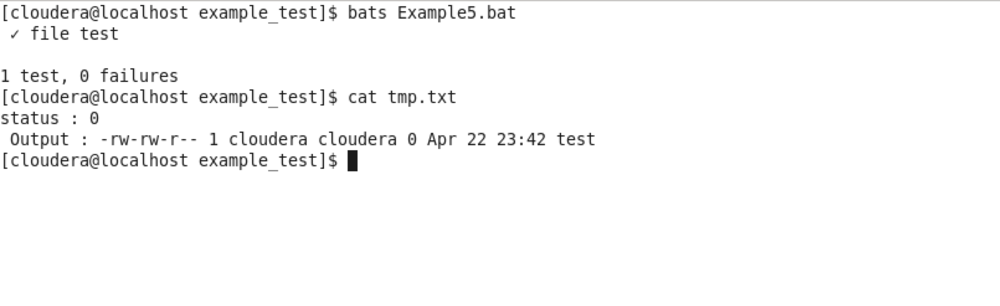 [cloudera@localhost example_test]$ bats Example5.bat
✓ file test
1 test, 0 failures
[cloudera@localhost example_test]$ cat tmp.txt
status : 0
Output : -rw-rw-r-- 1 cloudera cloudera 0 Apr 22 23:42 test
[cloudera@localhost example_test]$